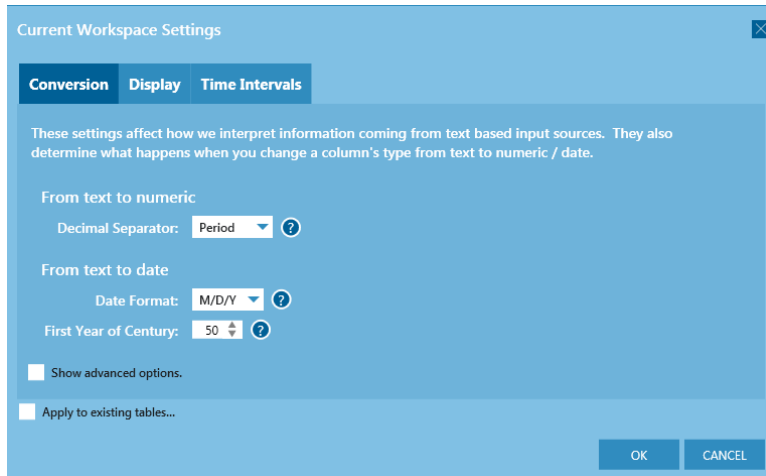 Current Workspace Settings
Conversion Display Time Intervals
These settings affect how we interpret information coming from text based input sources. They also
determine what happens when you change a column's type from text to numeric / date.
From text to numeric
Decimal Separator: Period ?
From text to date
Date Format: M/D/Y ?
First Year of Century: 50 ?
Show advanced options.
Apply to existing tables...
OK CANCEL